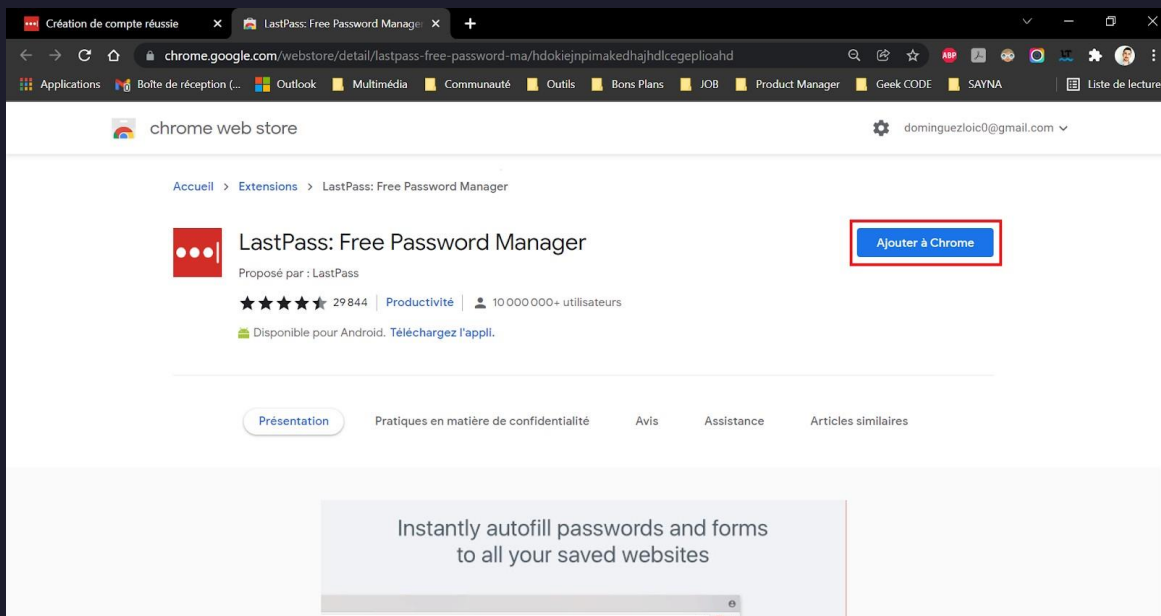 Création de compte réussie
LastPass: Free Password Manager
chrome.google.com/webstore/detail/lastpass-free-password-ma/hdokiejnpimakedhajhdlcegeplioahd
ABP
Applications
Boîte de réception (...
Outlook
Multimédia
Communauté
Outils
Bons Plans
JOB
Product Manager
Geek CODE
SAYNA
Liste de lecture
chrome web store
dominguezloic0@gmail.com
Accueil > Extensions > LastPass: Free Password Manager
LastPass: Free Password Manager
Ajouter à Chrome
Proposé par : LastPass
29 844 | Productivité | 10 000 000+ utilisateurs
Disponible pour Android. Téléchargez l'appli.
Présentation
Pratiques en matière de confidentialité
Avis
Assistance
Articles similaires
Instantly autofill passwords and forms
to all your saved websites